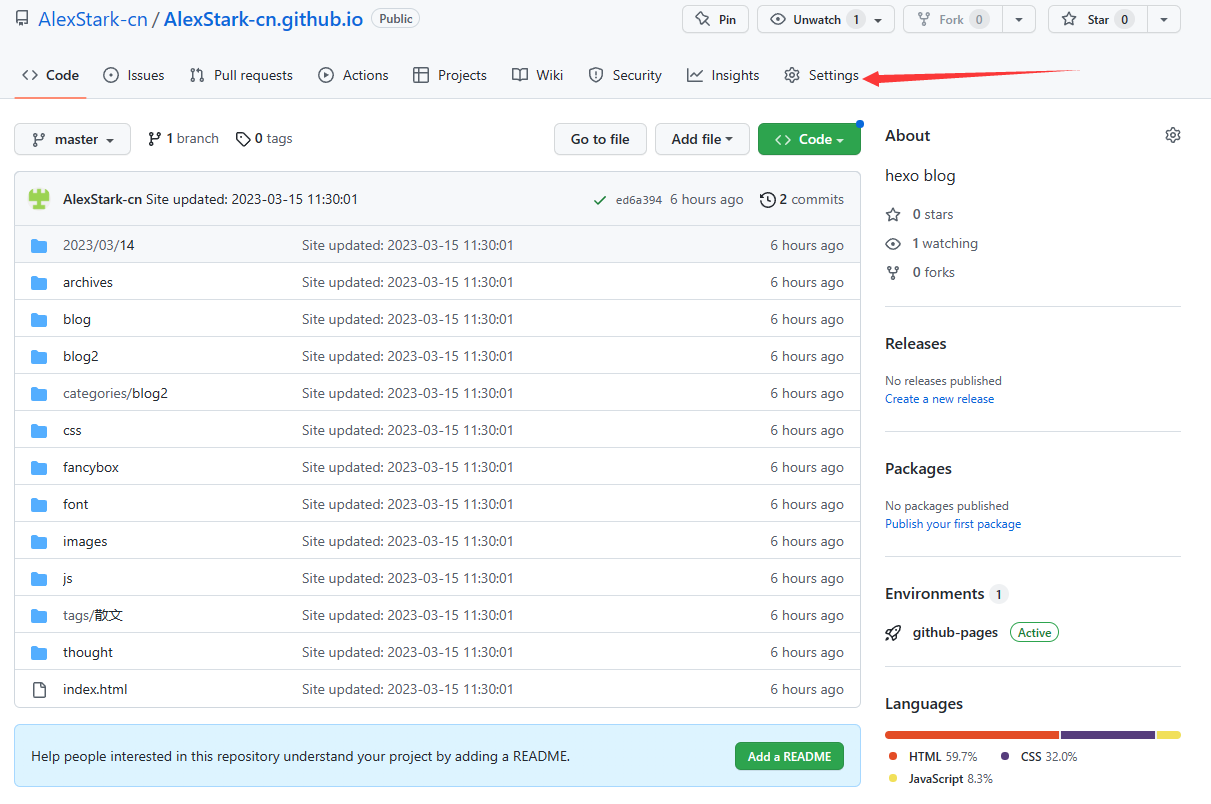 AlexStark-cn / AlexStark-cn.github.io Public
Pin Unwatch 1 Fork 0 Star 0
Code Issues Pull requests Actions Projects Wiki Security Insights Settings
master 1 branch 0 tags Go to file Add file Code
AlexStark-cn Site updated: 2023-03-15 11:30:01 ed6a394 6 hours ago 2 commits
2023/03/14 Site updated: 2023-03-15 11:30:01 6 hours ago
archives Site updated: 2023-03-15 11:30:01 6 hours ago
blog Site updated: 2023-03-15 11:30:01 6 hours ago
blog2 Site updated: 2023-03-15 11:30:01 6 hours ago
categories/blog2 Site updated: 2023-03-15 11:30:01 6 hours ago
css Site updated: 2023-03-15 11:30:01 6 hours ago
fancybox Site updated: 2023-03-15 11:30:01 6 hours ago
font Site updated: 2023-03-15 11:30:01 6 hours ago
images Site updated: 2023-03-15 11:30:01 6 hours ago
js Site updated: 2023-03-15 11:30:01 6 hours ago
tags/散文 Site updated: 2023-03-15 11:30:01 6 hours ago
thought Site updated: 2023-03-15 11:30:01 6 hours ago
index.html Site updated: 2023-03-15 11:30:01 6 hours ago
Help people interested in this repository understand your project by adding a README. Add a README
About
hexo blog
0 stars
1 watching
0 forks
Releases
No releases published
Create a new release
Packages
No packages published
Publish your first package
Environments 1
github-pages Active
Languages
HTML 59.7% CSS 32.0%
JavaScript 8.3%